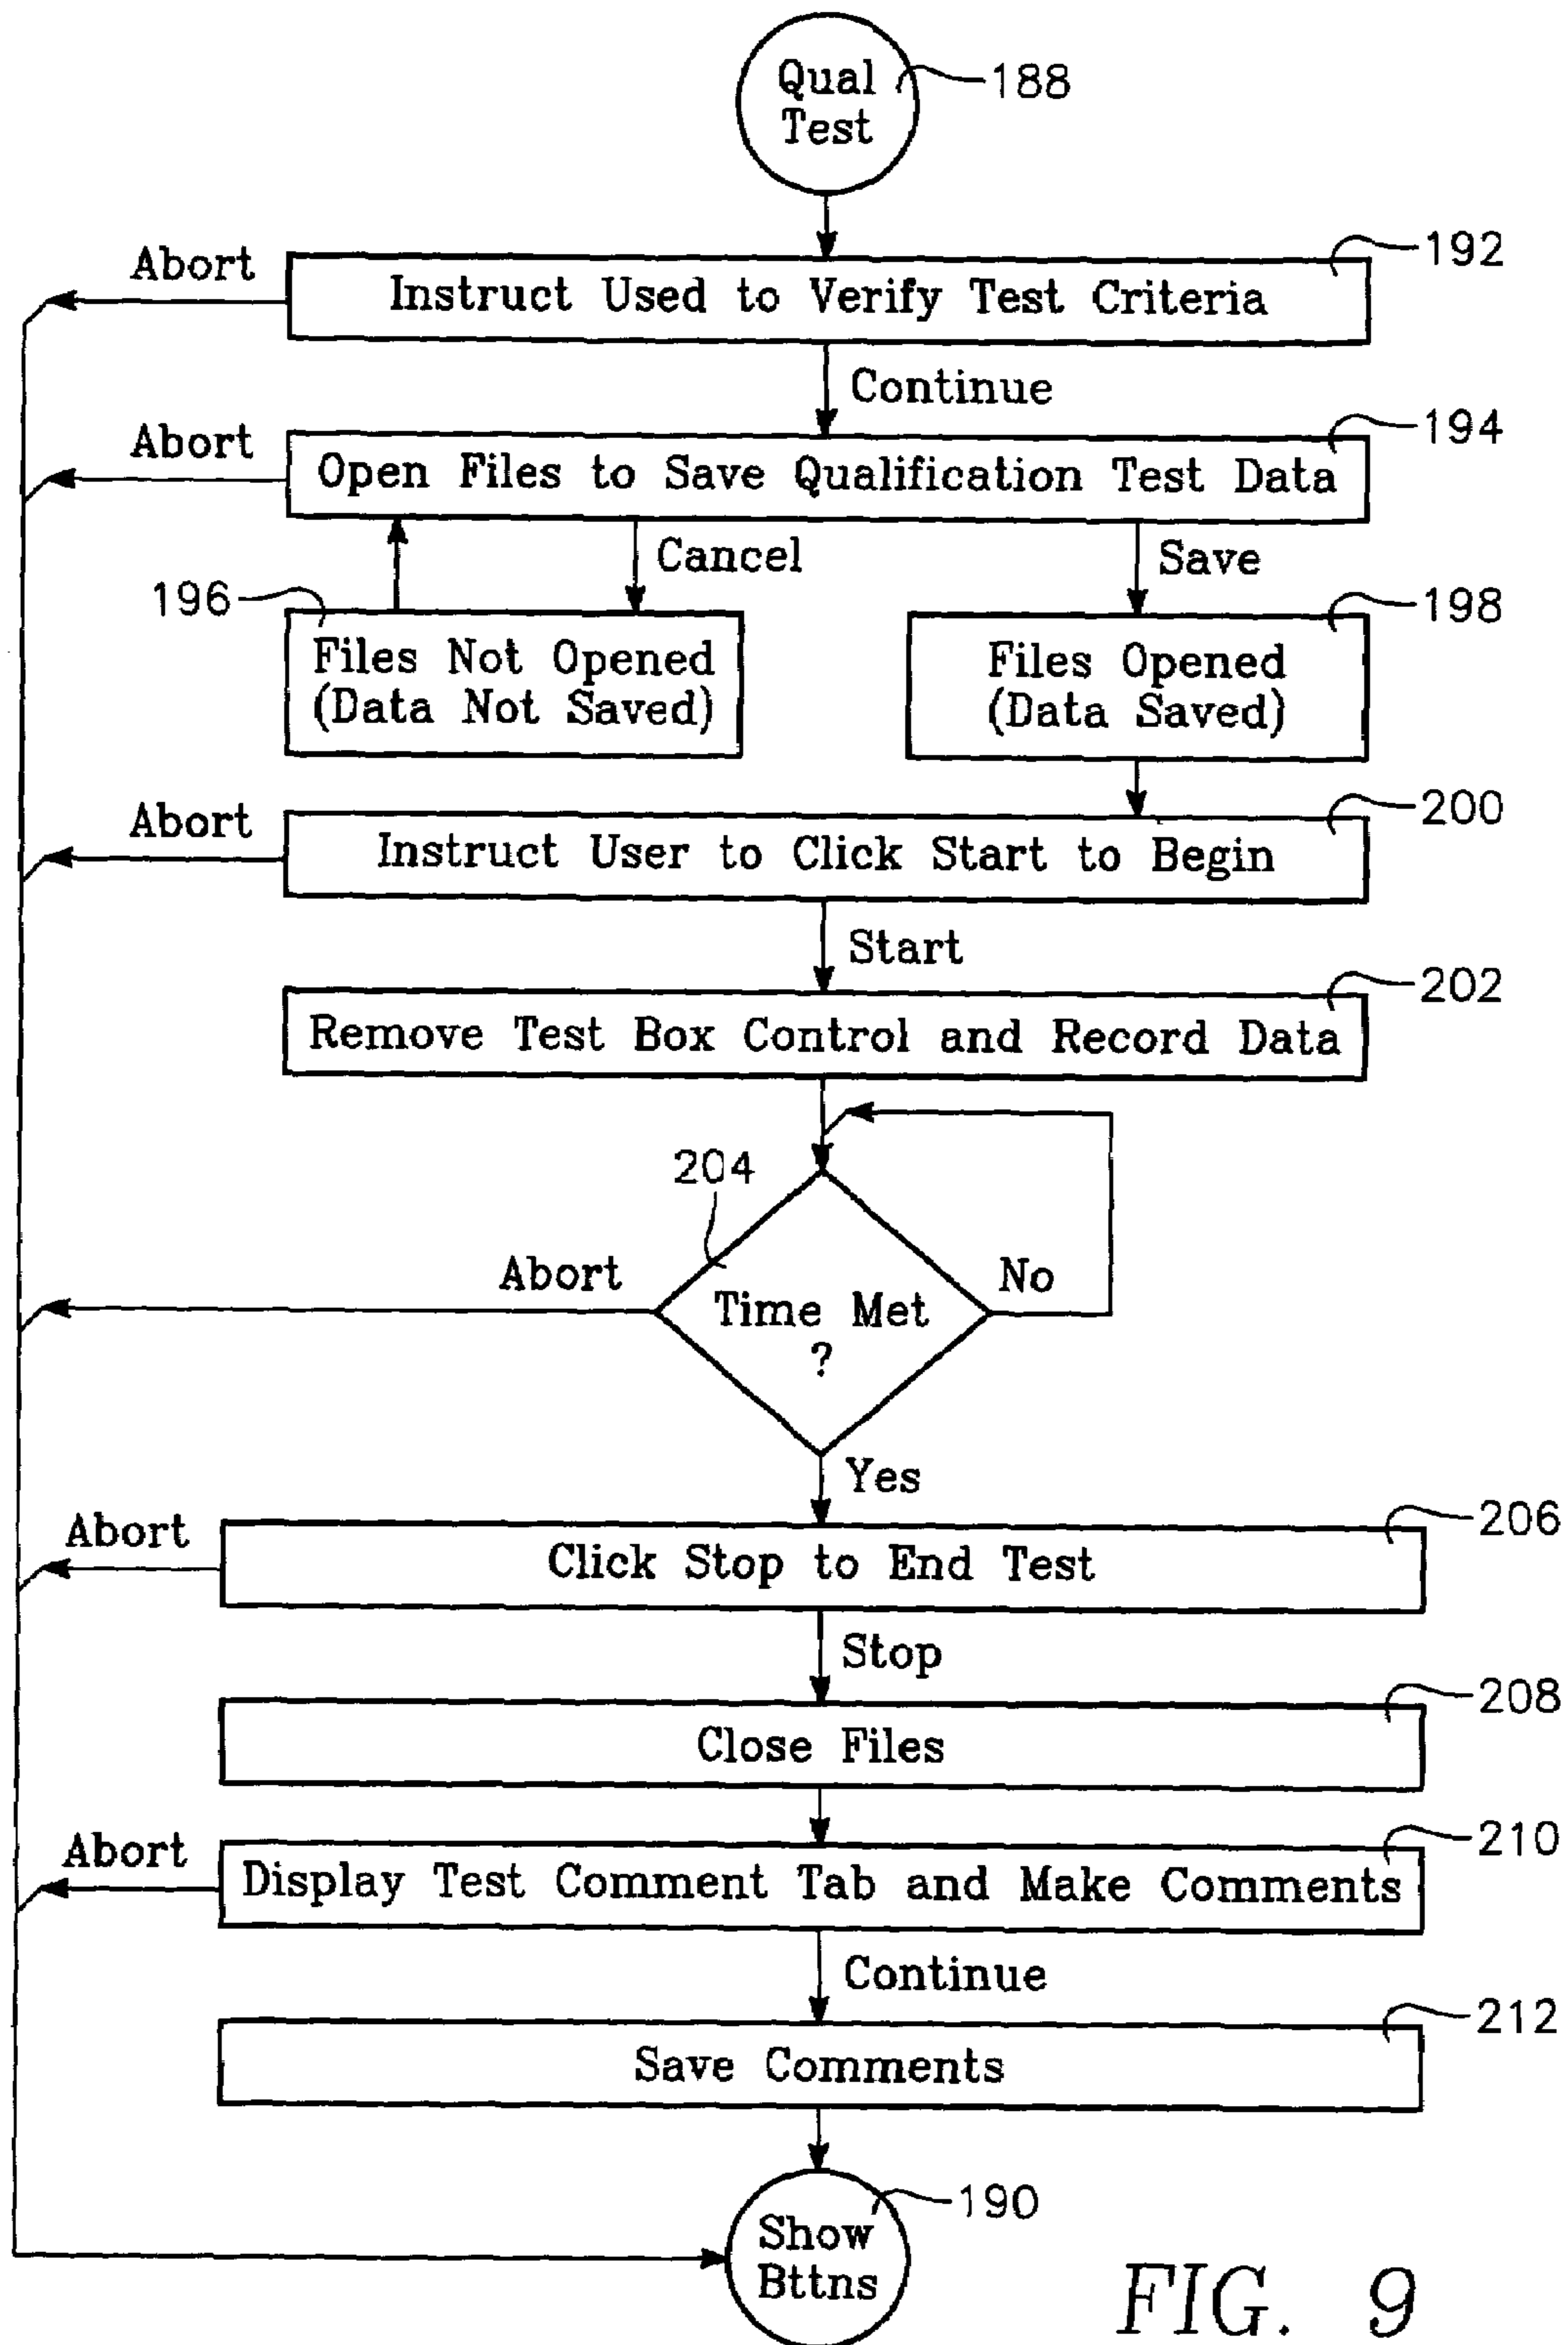 Qual
Test
188
192
Abort
Instruct Used to Verify Test Criteria
Continue
194
Abort
Open Files to Save Qualification Test Data
Cancel
Save
196
198
Files Not Opened
(Data Not Saved)
Files Opened
(Data Saved)
200
Abort
Instruct User to Click Start to Begin
Start
202
Remove Test Box Control and Record Data
204
Abort
No
Time Met
?
Yes
206
Abort
Click Stop to End Test
Stop
208
Close Files
210
Abort
Display Test Comment Tab and Make Comments
Continue
212
Save Comments
190
Show
Bttns
FIG. 9